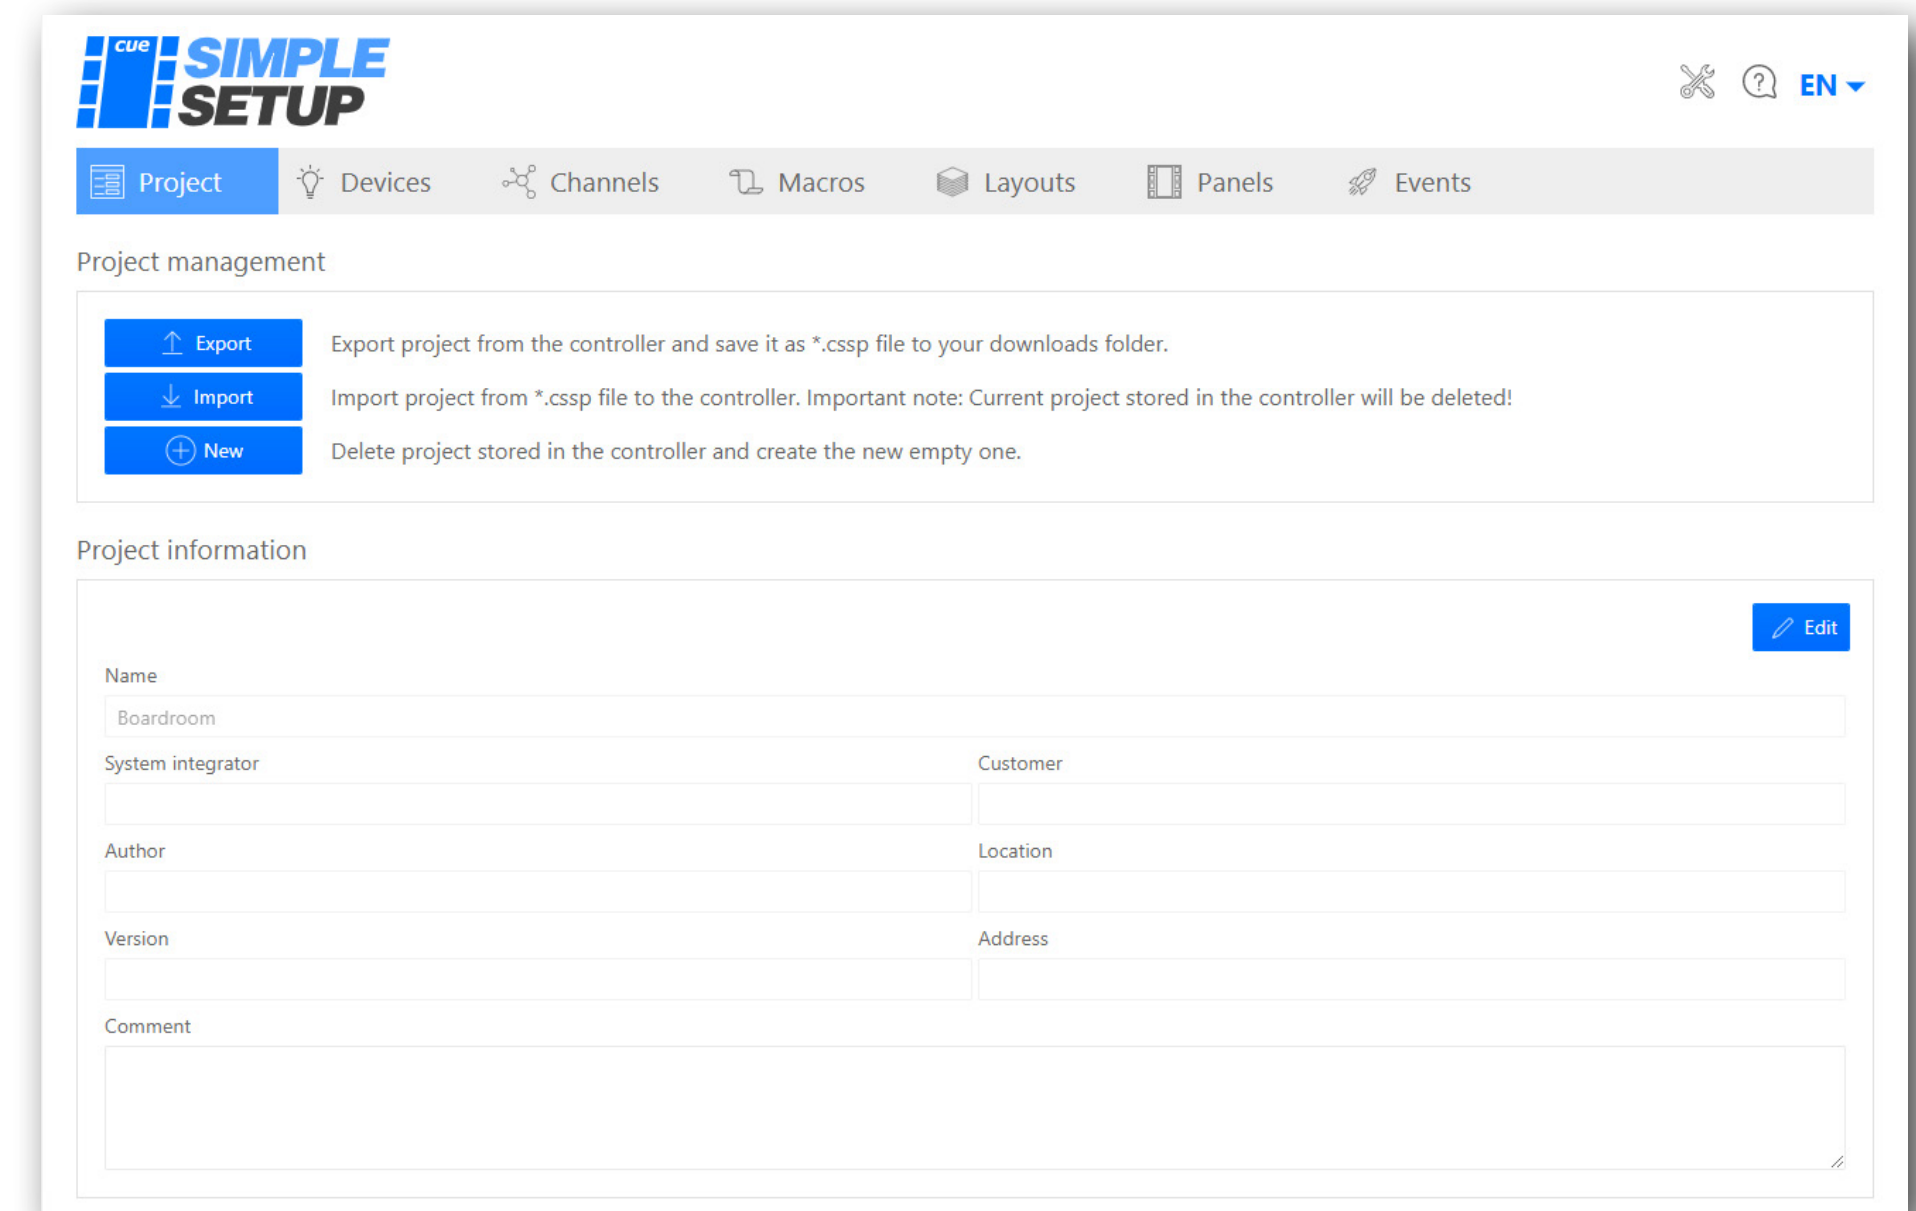 cue SIMPLE
SETUP
EN
Project Devices Channels Macros Layouts Panels Events
Project management
Export Export project from the controller and save it as *.cssp file to your downloads folder.
Import Import project from *.cssp file to the controller. Important note: Current project stored in the controller will be deleted!
New Delete project stored in the controller and create the new empty one.
Project information
Edit
Name
Boardroom
System integrator Customer
Author Location
Version Address
Comment